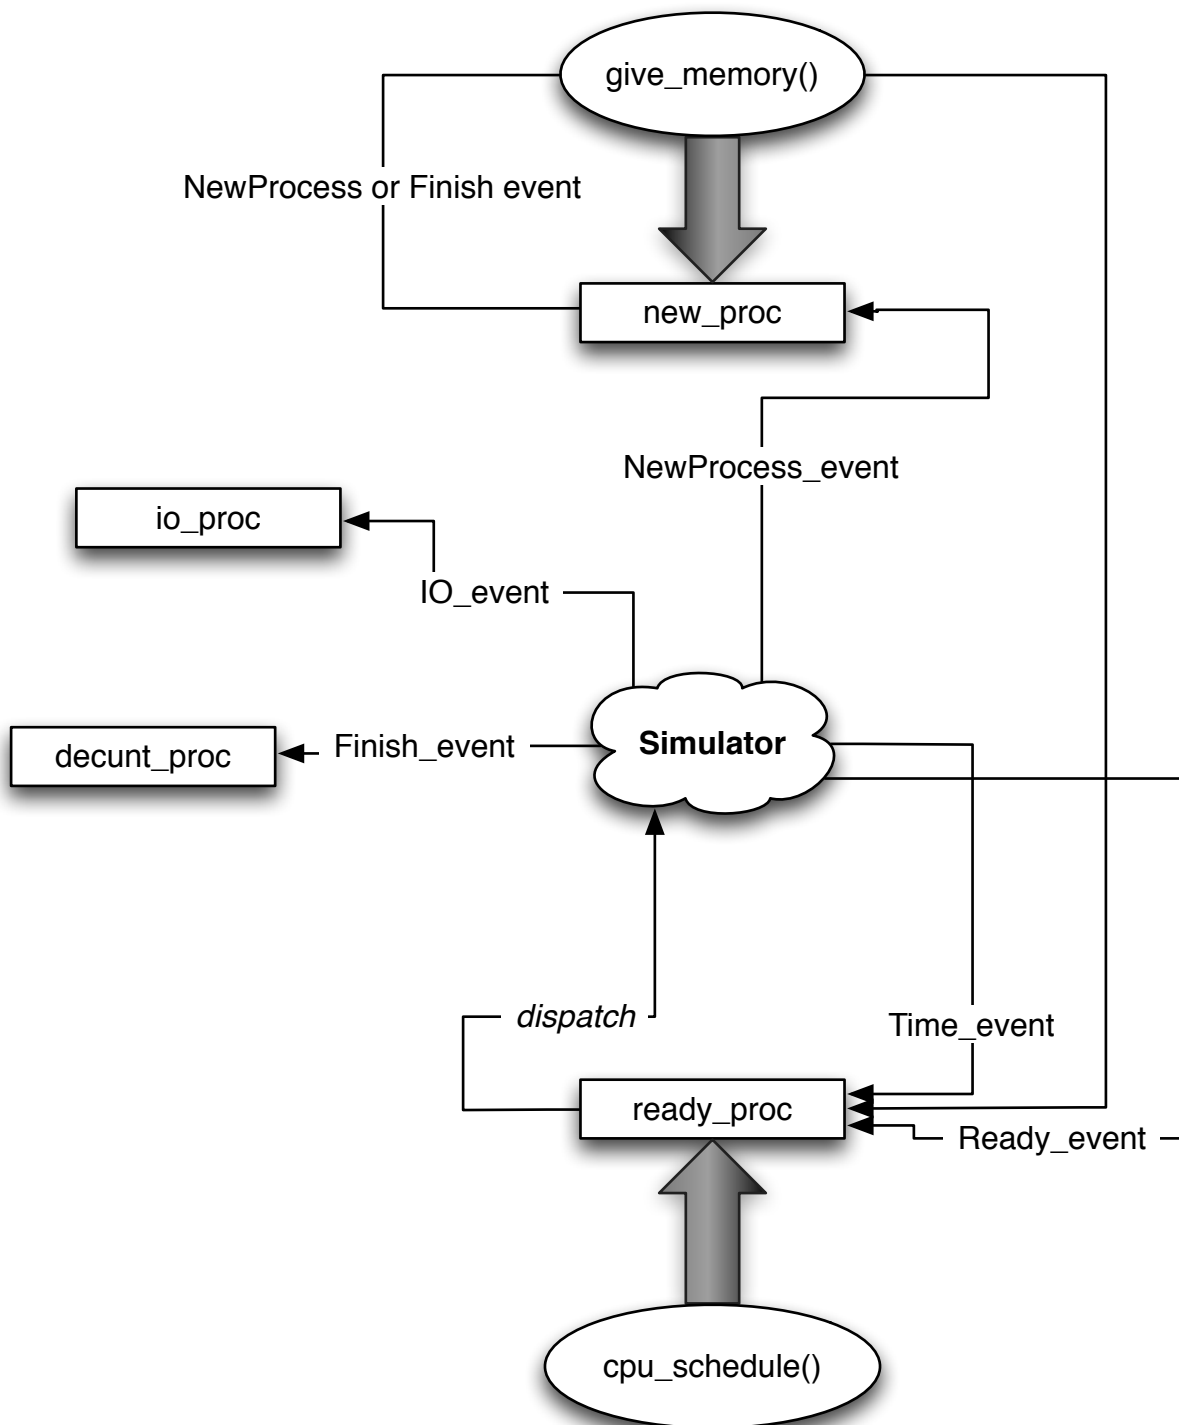 give_memory()
NewProcess or Finish event
new_proc
NewProcess_event
io_proc
IO_event
Simulator
decunt_proc
Finish_event
dispatch
Time_event
ready_proc
Ready_event
cpu_schedule()